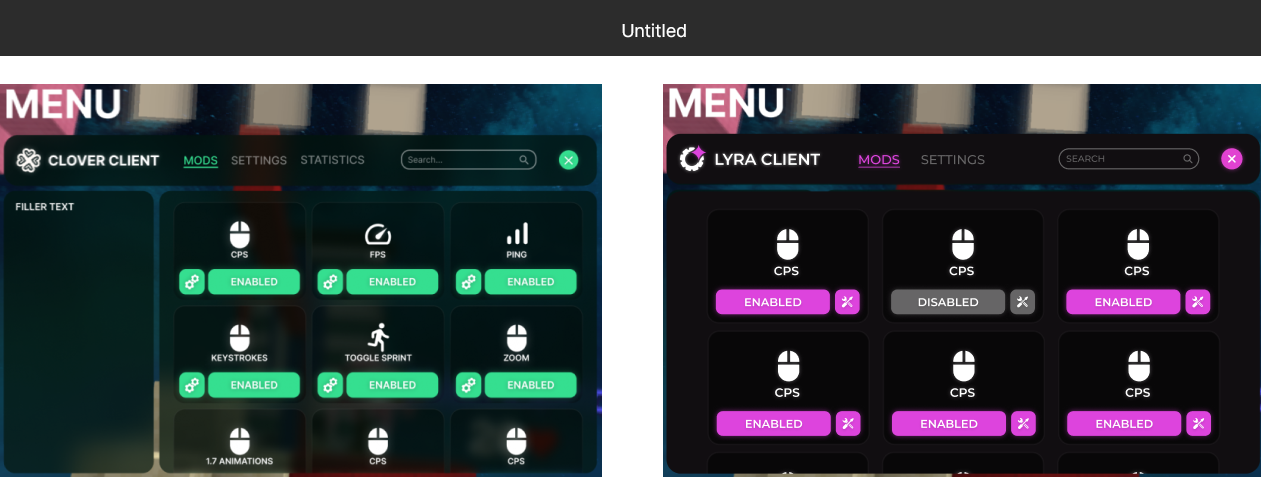 Untitled
MENU
CLOVER CLIENT MODS SETTINGS STATISTICS Search...
FILLER TEXT
CPS FPS PING
ENABLED ENABLED ENABLED
KEYSTROKES TOGGLE SPRINT ZOOM
ENABLED ENABLED ENABLED
1.7 ANIMATIONS CPS CPS
MENU
LYRA CLIENT MODS SETTINGS SEARCH
CPS CPS CPS
ENABLED DISABLED ENABLED
CPS CPS CPS
ENABLED ENABLED ENABLED